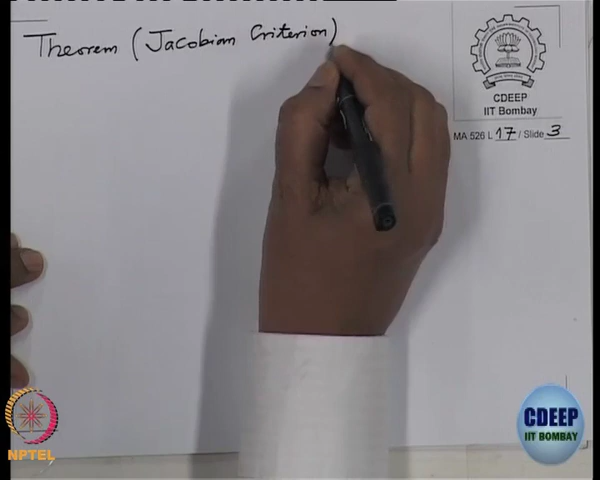 Theorem (Jacobian Criterion)
CDEEP
IIT Bombay
MA 526 L 17 / Slide 3
NPTEL
CDEEP
IIT BOMBAY